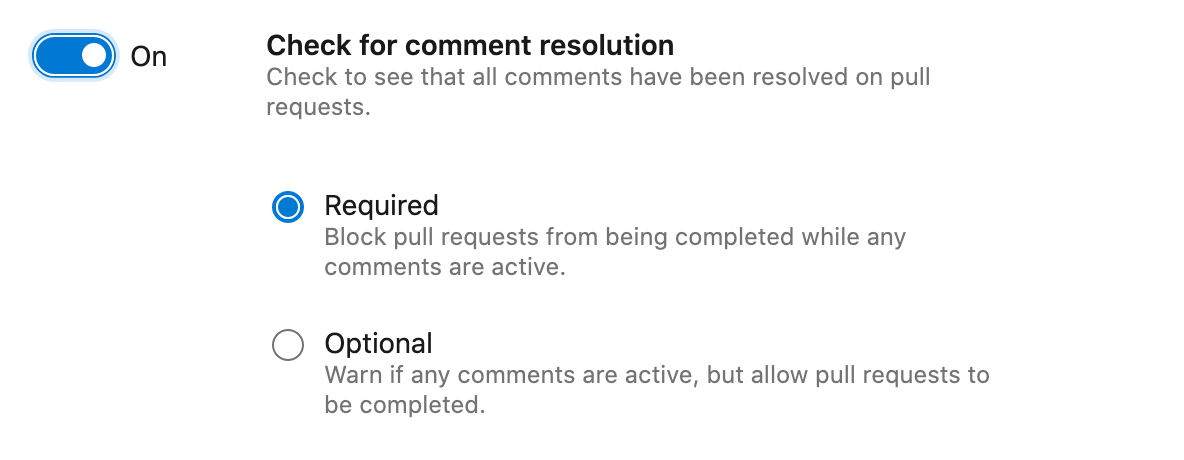 On
Check for comment resolution
Check to see that all comments have been resolved on pull
requests.
Required
Block pull requests from being completed while any
comments are active.
Optional
Warn if any comments are active, but allow pull requests to
be completed.